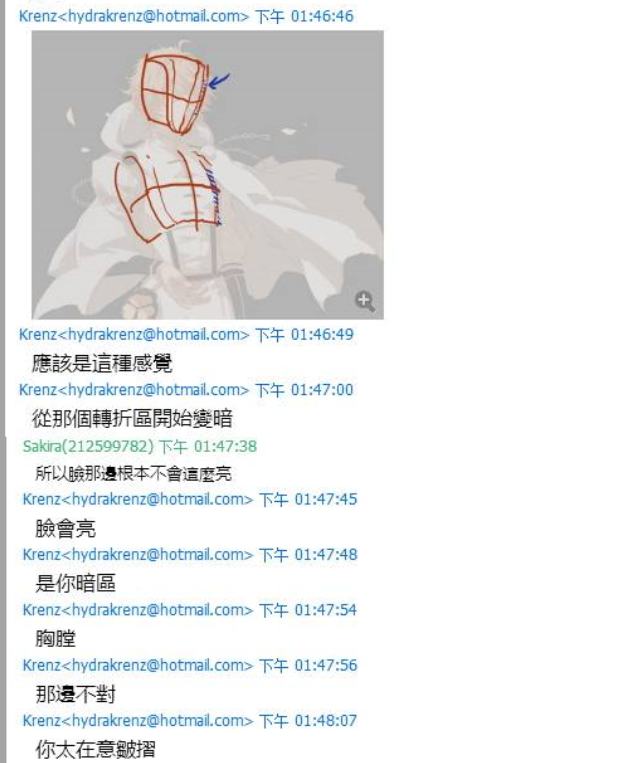 Krenz<hydrakrenz@hotmail.com> 下午 01:46:46
Krenz<hydrakrenz@hotmail.com> 下午 01:46:49
應該是這種感覺
Krenz<hydrakrenz@hotmail.com> 下午 01:47:00
從那個轉折區開始變暗
Sakira(212599782) 下午 01:47:38
所以臉那邊根本不會這麼亮
Krenz<hydrakrenz@hotmail.com> 下午 01:47:45
臉會亮
Krenz<hydrakrenz@hotmail.com> 下午 01:47:48
是你暗區
Krenz<hydrakrenz@hotmail.com> 下午 01:47:54
胸膛
Krenz<hydrakrenz@hotmail.com> 下午 01:47:56
那邊不對
Krenz<hydrakrenz@hotmail.com> 下午 01:48:07
你太在意皺摺